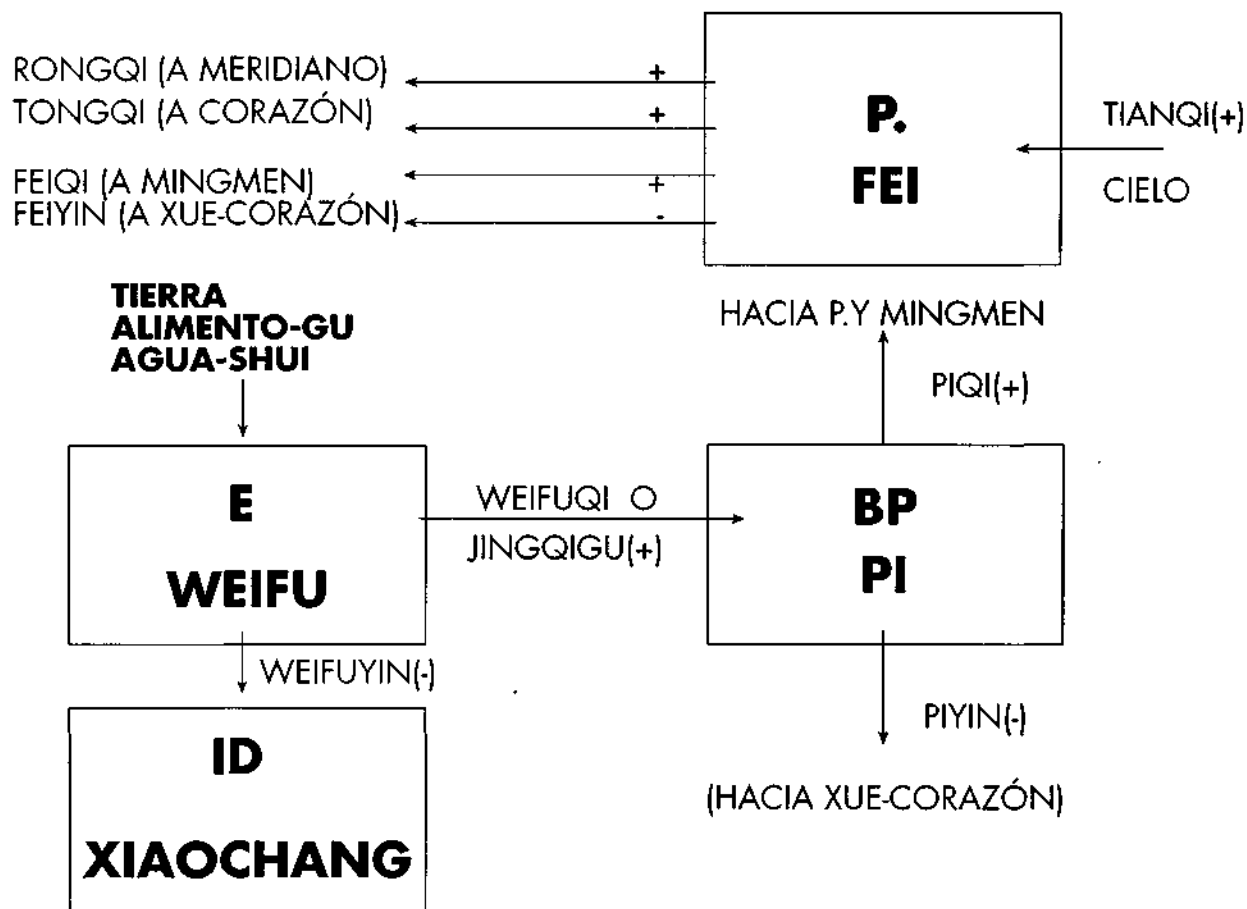 RONGQI (A MERIDIANO)
+
TONGQI (A CORAZÓN)
+
FEIQI (A MINGMEN)
+
FEIYIN (A XUE-CORAZÓN)
-
P.
FEI
TIANQI(+)
CIELO
TIERRA
ALIMENTO-GU
AGUA-SHUI
HACIA P.Y MINGMEN
PIQI(+)
E
WEIFU
WEIFUQI O
JINGQIGU(+)
BP
PI
WEIFUYIN(-)
PIYIN(-)
ID
XIAOCHANG
(HACIA XUE-CORAZÓN)